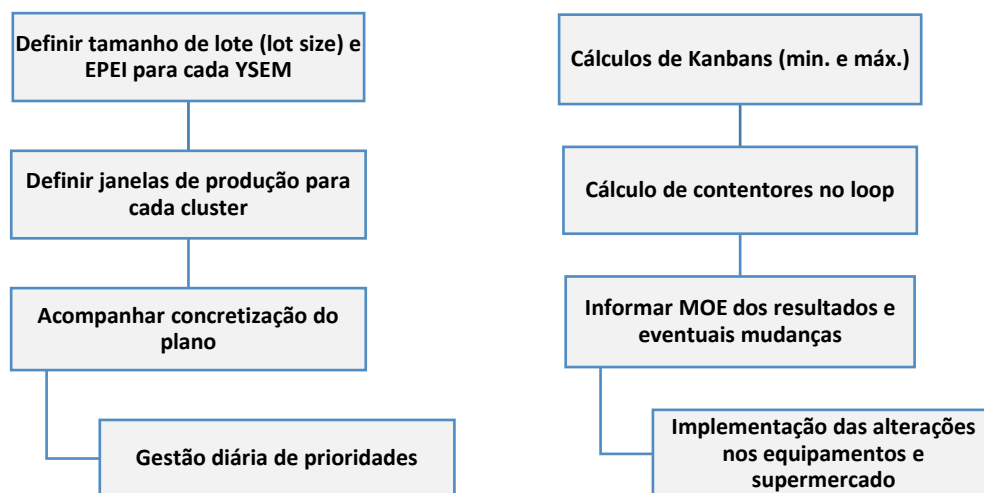 Definir tamanho de lote (lot size) e
EPEI para cada YSEM
Definir janelas de produção para
cada cluster
Acompanhar concretização do
plano
Gestão diária de prioridades
Cálculos de Kanbans (min. e máx.)
Cálculo de contentores no loop
Informar MOE dos resultados e
eventuais mudanças
Implementação das alterações
nos equipamentos e
supermercado